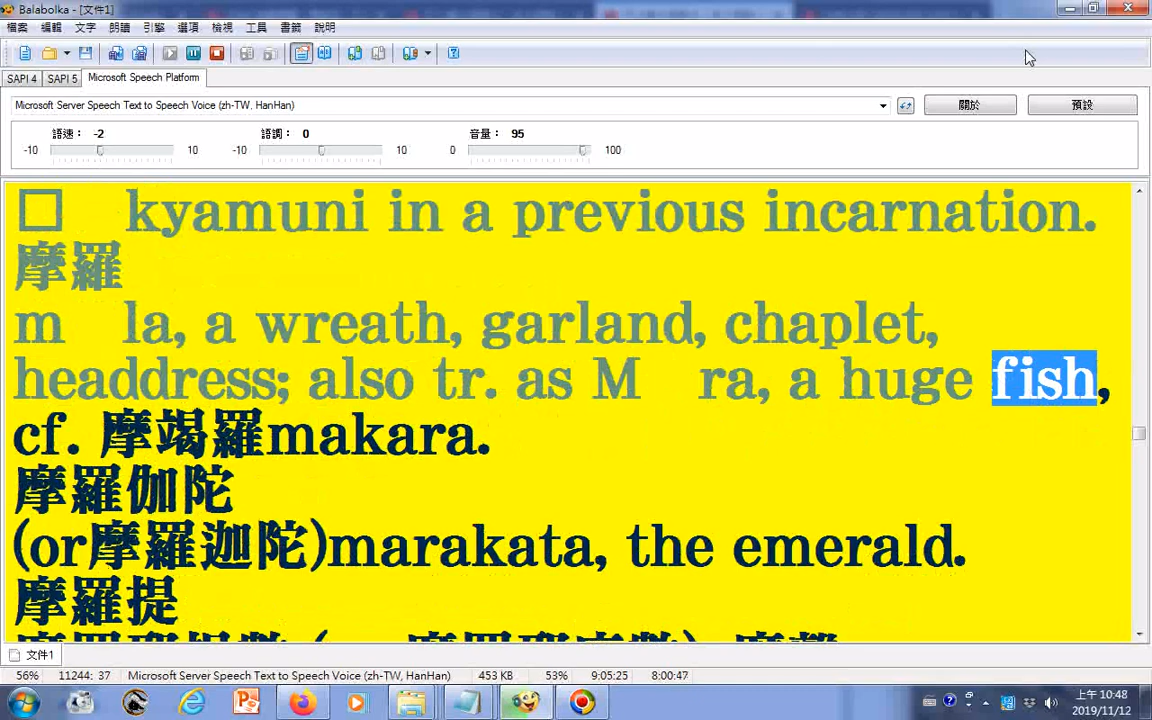 Balabolka - [文件1]
檔案 編輯 文字 朗讀 引擎 選項 檢視 工具 書籤 說明
SAPI 4 SAPI 5 Microsoft Speech Platform
Microsoft Server Speech Text to Speech Voice (zh-TW, HanHan) 關於 預設
語速： -2 語調： 0 音量： 95
-10 10 -10 10 0 100
□ kyamuni in a previous incarnation.
摩羅
m la, a wreath, garland, chaplet,
headdress; also tr. as M ra, a huge fish,
cf. 摩竭羅makara.
摩羅伽陀
(or摩羅迦陀)marakata, the emerald.
摩羅提
文件1
56% 11244: 37 Microsoft Server Speech Text to Speech Voice (zh-TW, HanHan) 453 KB 53% 9:05:25 8:00:47
上午 10:48
2019/11/12